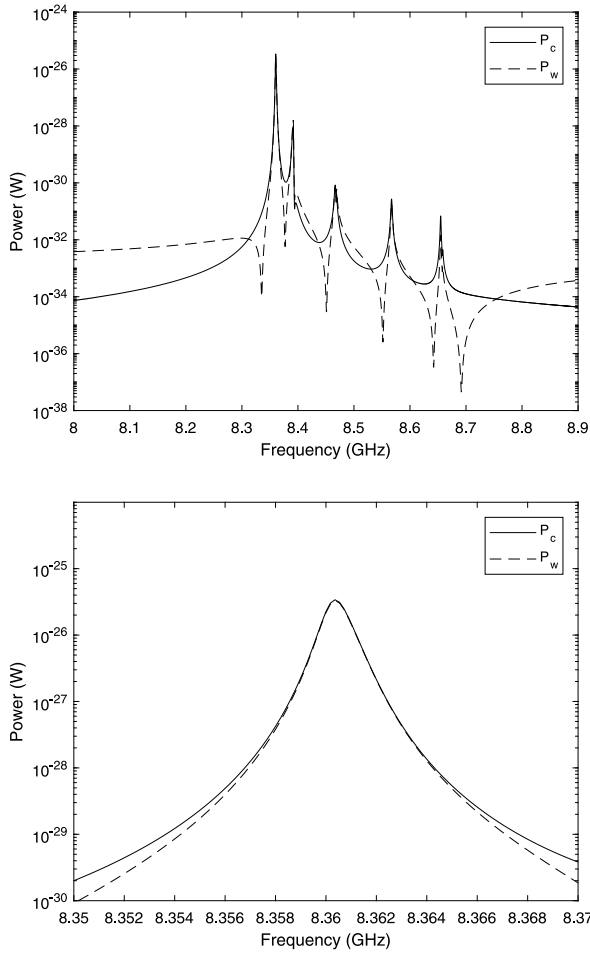 10^-24
10^-26
10^-28
10^-30
10^-32
10^-34
10^-36
10^-38
Power (W)
P_c
P_w
8 8.1 8.2 8.3 8.4 8.5 8.6 8.7 8.8 8.9
Frequency (GHz)
10^-25
10^-26
10^-27
10^-28
10^-29
10^-30
Power (W)
P_c
P_w
8.35 8.352 8.354 8.356 8.358 8.36 8.362 8.364 8.366 8.368 8.37
Frequency (GHz)